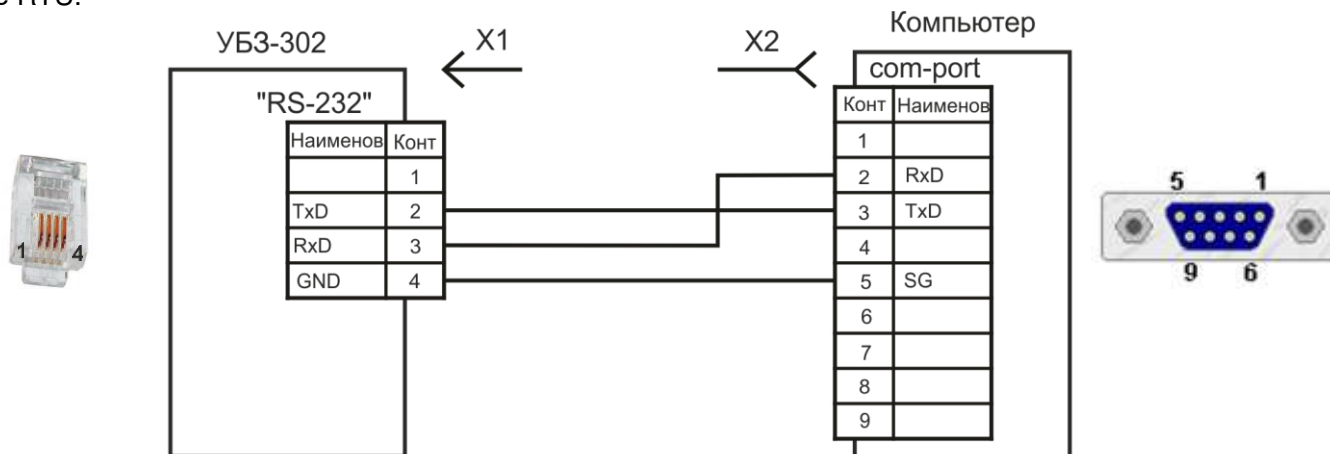 RTU.
Компьютер
УБЗ-302
X1
X2
com-port
"RS-232"
Конт Наименов
Наименов Конт
1
1
2 RxD
TxD 2
3 TxD
RxD 3
4
GND 4
5 SG
6
7
8
9
1 4
5 1
9 6